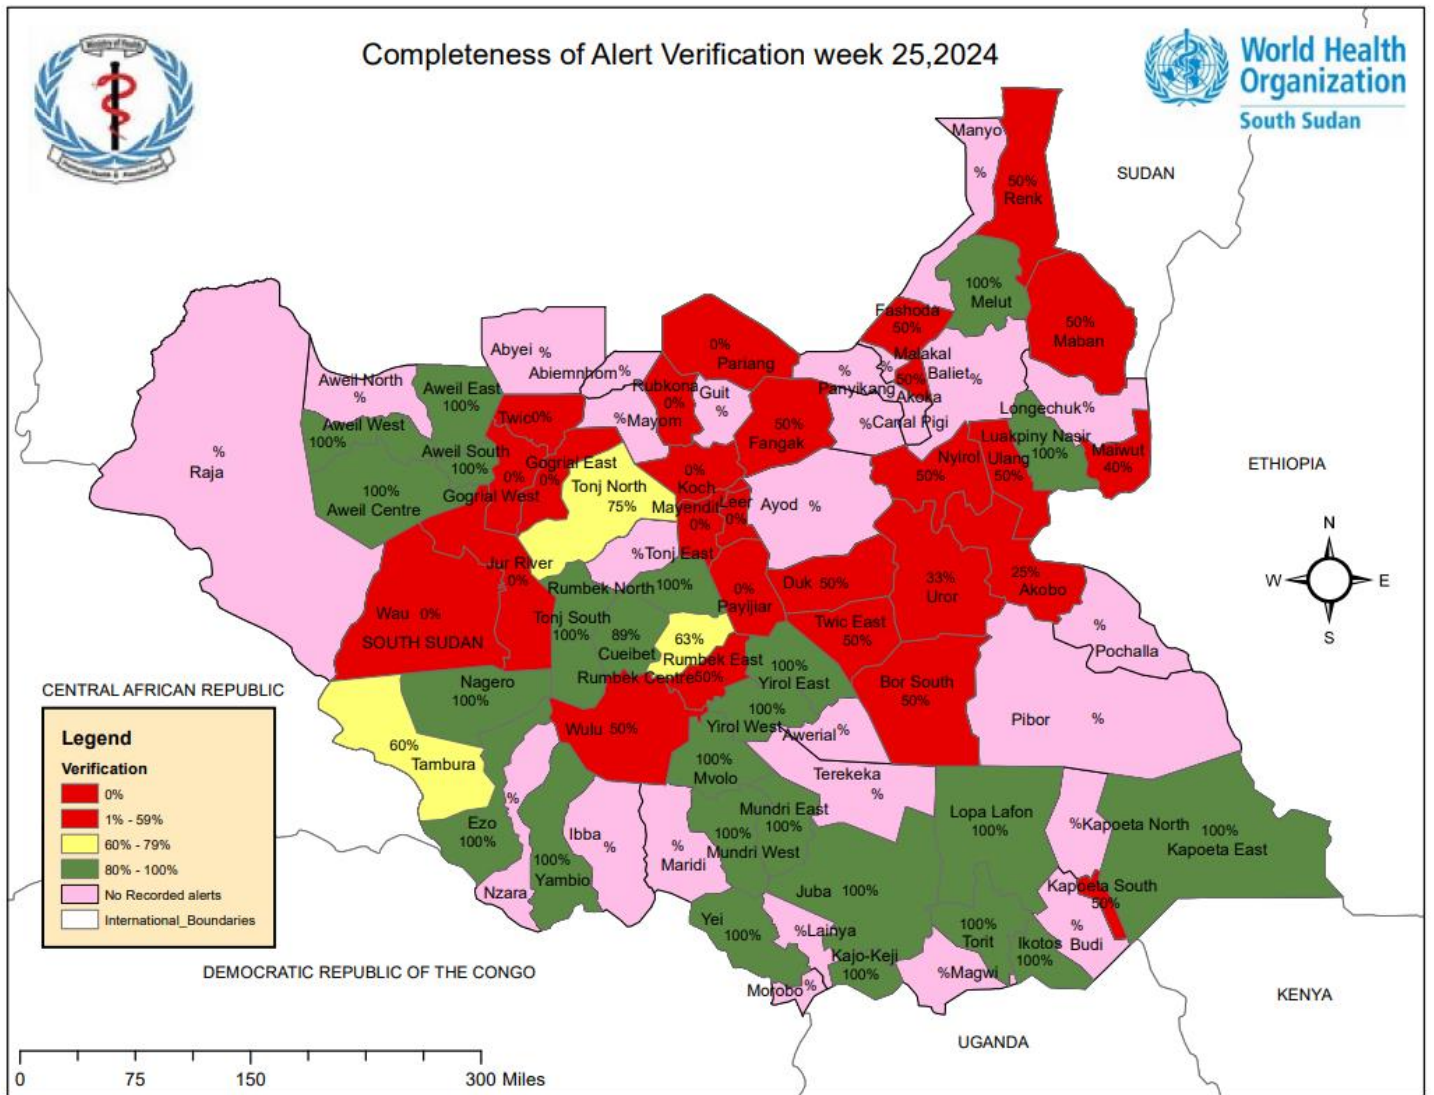 Completeness of Alert Verification week 25,2024
Ministry of Health
World Health
Organization
South Sudan
SUDAN
Manyo
%
50%
Renk
100%
Melut
Fashoda
50%
50%
Maban
Abyei %
Abiemnhom%
0%
Pariang
Malakal
%
50%
Baliet%
Akoka
%
Panyikang
%Canal Pigi
Longechuk%
Aweil North
%
Aweil East
100%
Rubkona
0%
Guit
%
%Mayom
Twic0%
50%
Fangak
Aweil West
100%
Luakpiny Nasir
100%
Ulang
50%
Maiwut
40%
Nyirol
50%
ETHIOPIA
Aweil South
100%
Gogrial East
0%
0%
Gogrial West
Tonj North
75%
0%
Koch
Mayendit
0%
Leer
0%
Ayod %
%
Raja
100%
Aweil Centre
%Tonj East
Jur River
0%
Rumbek North
100%
0%
Payijiar
Duk 50%
33%
Uror
25%
Akobo
N
W
E
S
Wau 0%
SOUTH SUDAN
Tonj South
100%
89%
Cueibet
63%
Rumbek East
Rumbek Centre50%
Twic East
50%
%
Pochalla
100%
Yirol East
Bor South
50%
CENTRAL AFRICAN REPUBLIC
Nagero
100%
100%
Yirol West
Awerial%
Pibor %
Wulu 50%
60%
Tambura
100%
Mvolo
Terekeka
%
Legend
Verification
0%
1% - 59%
60% - 79%
80% - 100%
No Recorded alerts
International_Boundaries
Ezo
100%
%
Nzara
100%
Yambio
Ibba
%
%
Maridi
Mundri East
100%
100%
Mundri West
Lopa Lafon
100%
%Kapoeta North
100%
Kapoeta East
Kapoeta South
50%
Juba 100%
Yei
100%
%Lainya
Kajo-Keji
100%
Morobo%
100%
Torit
Ikotos
100%
%
Budi
%Magwi
DEMOCRATIC REPUBLIC OF THE CONGO
KENYA
UGANDA
0 75 150 300 Miles